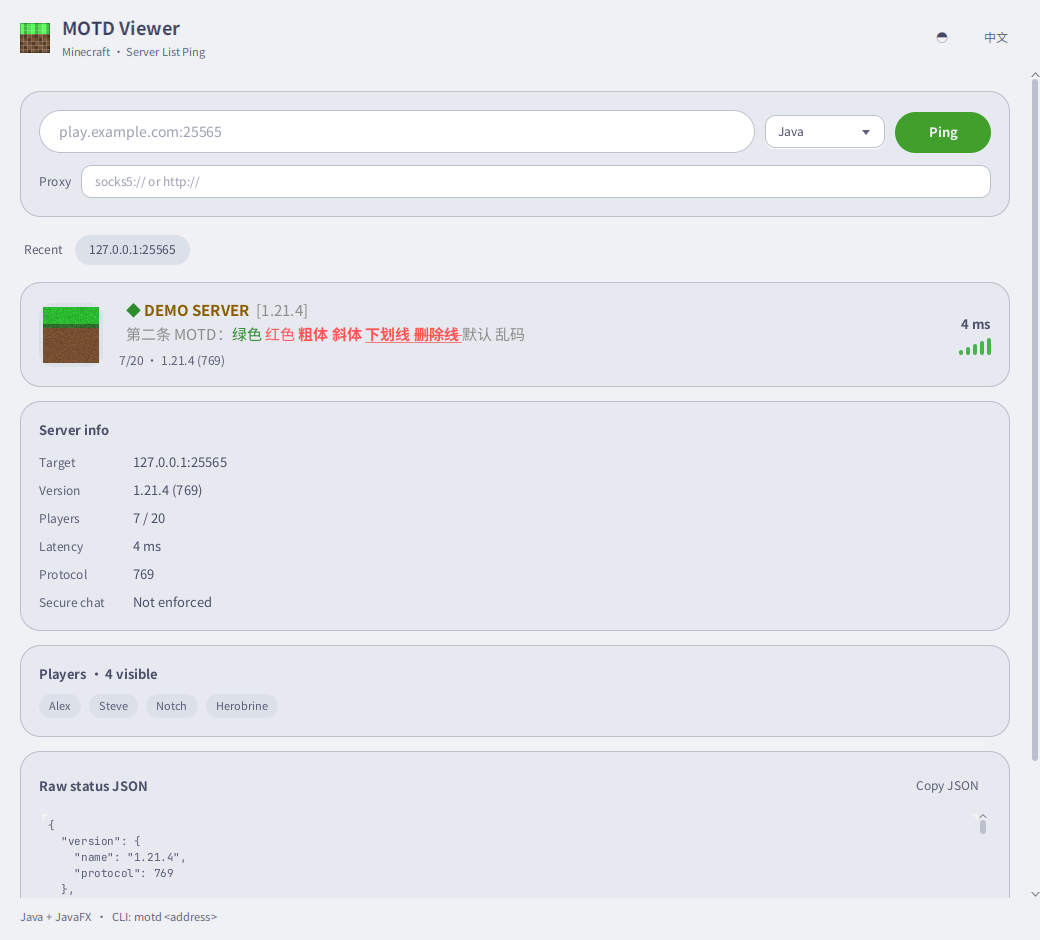 MOTD Viewer
Minecraft • Server List Ping
中文
play.example.com:25565
Java
Ping
Proxy
socks5:// or http://
Recent
127.0.0.1:25565
◆ DEMO SERVER [1.21.4]
第二条 MOTD：绿色 红色 粗体 斜体 下划线 删除线 默认 乱码
7/20 • 1.21.4 (769)
4 ms
Server info
Target 127.0.0.1:25565
Version 1.21.4 (769)
Players 7 / 20
Latency 4 ms
Protocol 769
Secure chat Not enforced
Players • 4 visible
Alex Steve Notch Herobrine
Raw status JSON
Copy JSON
{
"version": {
"name": "1.21.4",
"protocol": 769
},
Java + JavaFX • CLI: motd <address>